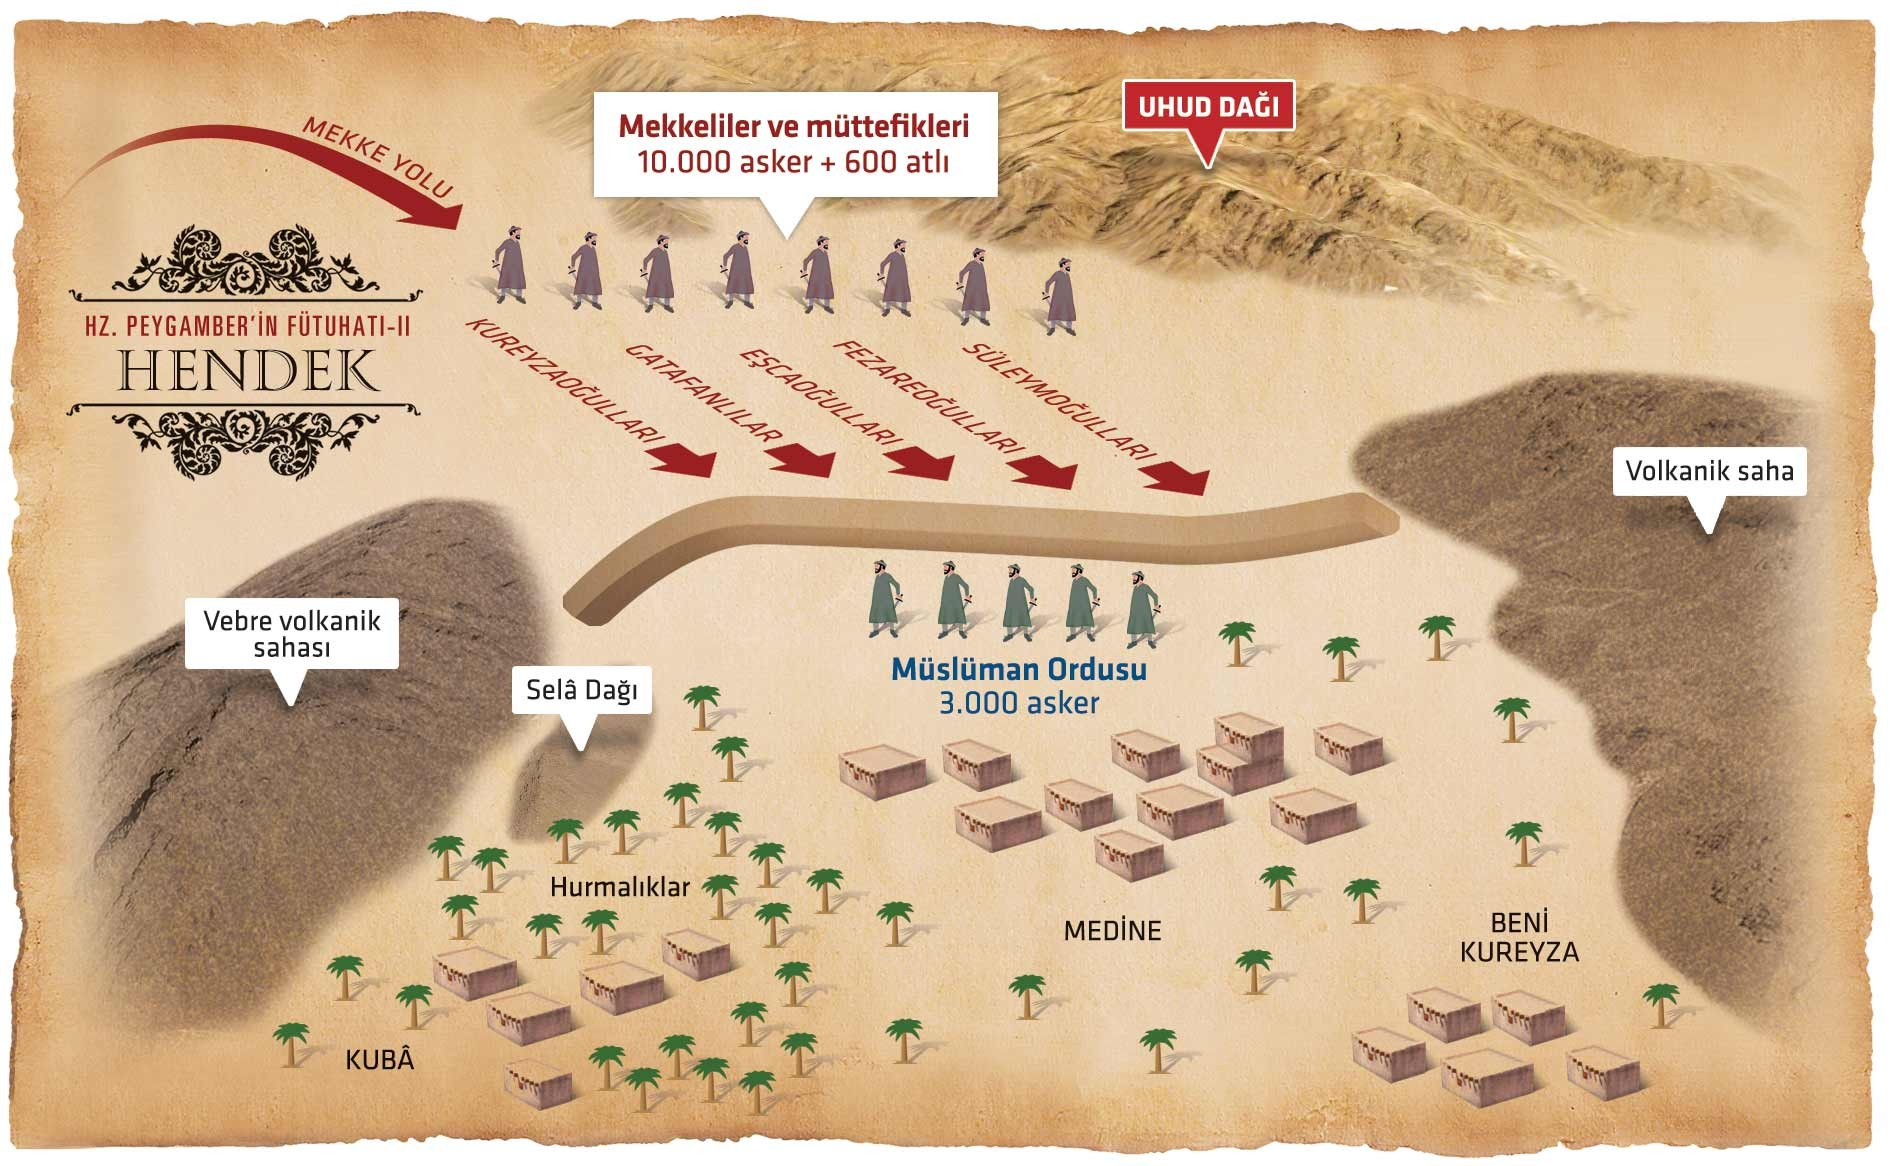 MEKKE YOLU
Mekkeliler ve müttefikleri
10.000 asker + 600 atlı
UHUD DAĞI
HZ. PEYGAMBER'İN FÜTUHATI-II
HENDEK
KUREYZAOĞULLARI
GATAFANLILAR
EŞCAOĞULLARI
FEZAREOĞULLARI
SÜLEYMOĞULLARI
Volkanik saha
Vebre volkanik
sahası
Selâ Dağı
Müslüman Ordusu
3.000 asker
Hurmalıklar
MEDİNE
BENİ
KUREYZA
KUBÂ